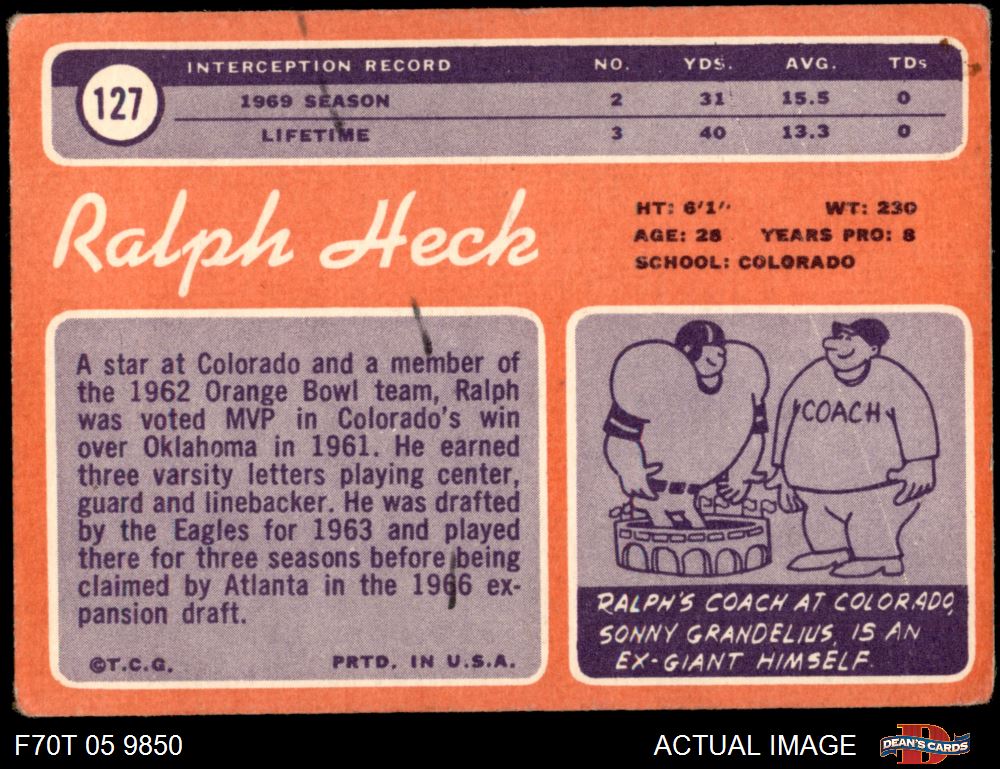 INTERCEPTION RECORD NO. YDS. AVG. TDs
127
1969 SEASON 2 31 15.5 0
LIFETIME 3 40 13.3 0
Ralph Heck
HT: 6'1" WT: 230
AGE: 28 YEARS PRO: 8
SCHOOL: COLORADO
A star at Colorado and a member of
the 1962 Orange Bowl team, Ralph
was voted MVP in Colorado's win
over Oklahoma in 1961. He earned
three varsity letters playing center,
guard and linebacker. He was drafted
by the Eagles for 1963 and played
there for three seasons before being
claimed by Atlanta in the 1966 ex-
pansion draft.
©T.C.G. PRTD. IN U.S.A.
COACH
RALPH'S COACH AT COLORADO,
SONNY GRANDELIUS, IS AN
EX-GIANT HIMSELF.
F70T 05 9850
ACTUAL IMAGE
D
DEAN'S CARDS